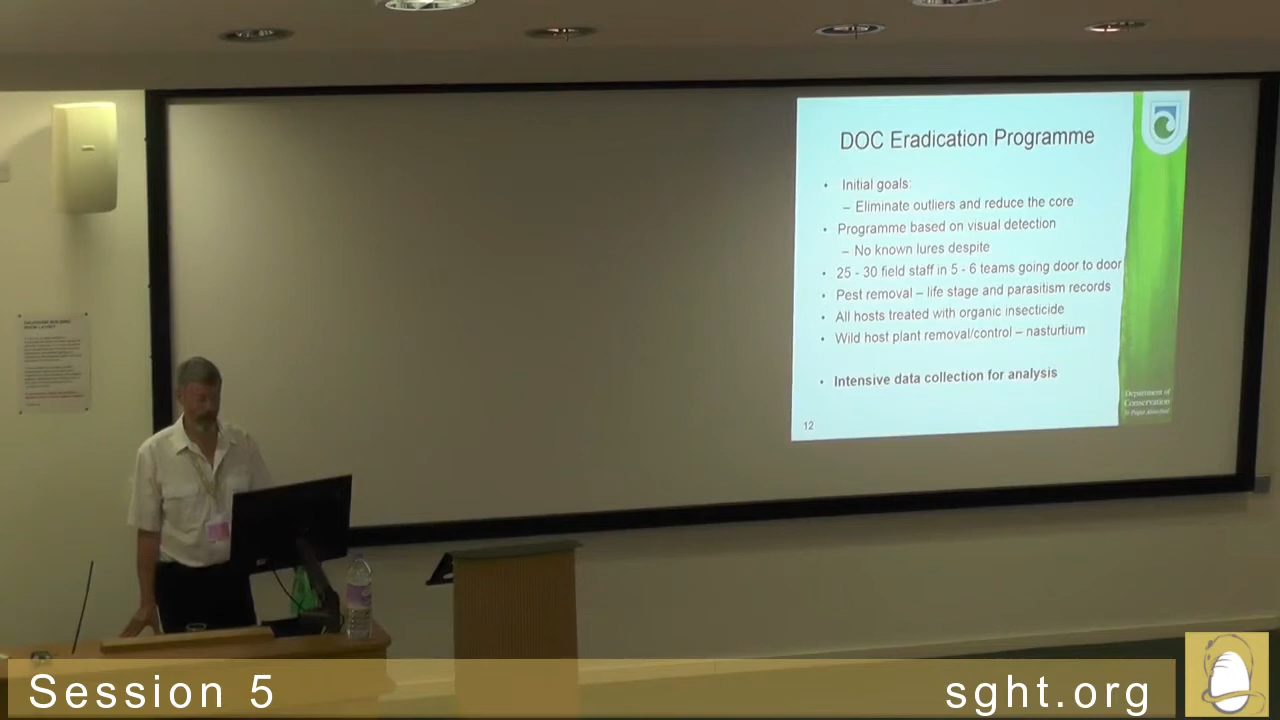 DOC Eradication Programme
• Initial goals:
– Eliminate outliers and reduce the core
• Programme based on visual detection
– No known lures despite
• 25 - 30 field staff in 5 - 6 teams going door to door
• Pest removal – life stage and parasitism records
• All hosts treated with organic insecticide
• Wild host plant removal/control – nasturtium
• Intensive data collection for analysis
12
Department of
Conservation
Te Papa Atawhai
Session 5
sght.org